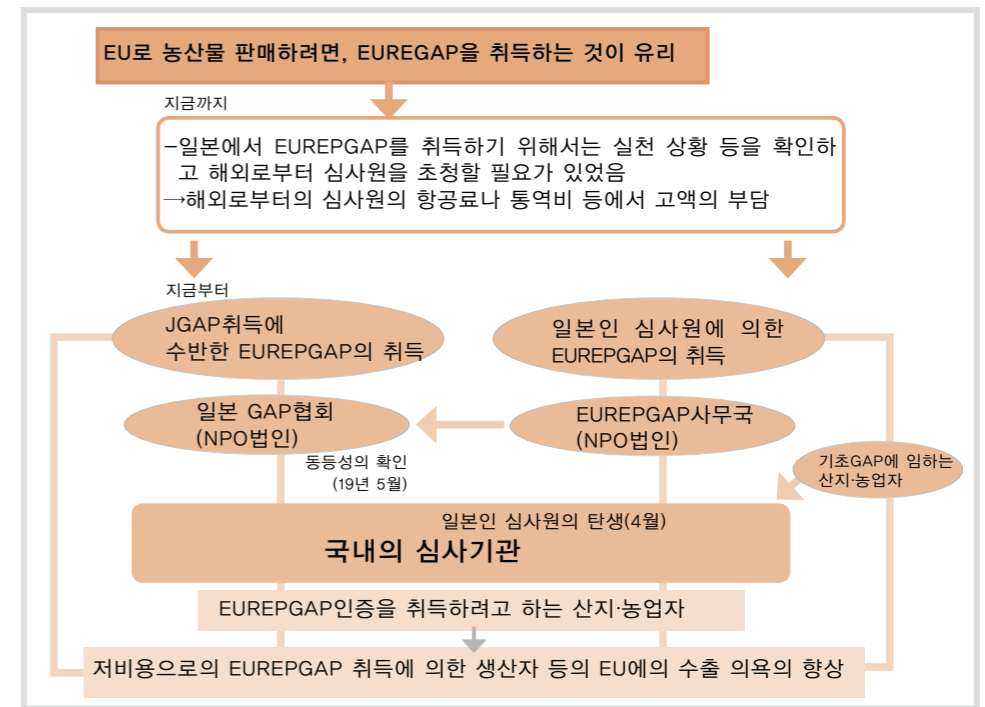 EU로 농산물 판매하려면, EUREGAP을 취득하는 것이 유리
지금까지
–일본에서 EUREPGAP를 취득하기 위해서는 실천 상황 등을 확인하
고 해외로부터 심사원을 초청할 필요가 있었음
→해외로부터의 심사원의 항공료나 통역비 등에서 고액의 부담
지금부터
JGAP취득에
수반한 EUREPGAP의 취득
일본인 심사원에 의한
EUREPGAP의 취득
일본 GAP협회
(NPO법인)
EUREPGAP사무국
(NPO법인)
동등성의 확인
(19년 5월)
기초GAP에 임하는
산지·농업자
일본인 심사원의 탄생(4월)
국내의 심사기관
EUREPGAP인증을 취득하려고 하는 산지·농업자
저비용으로의 EUREPGAP 취득에 의한 생산자 등의 EU에의 수출 의욕의 향상